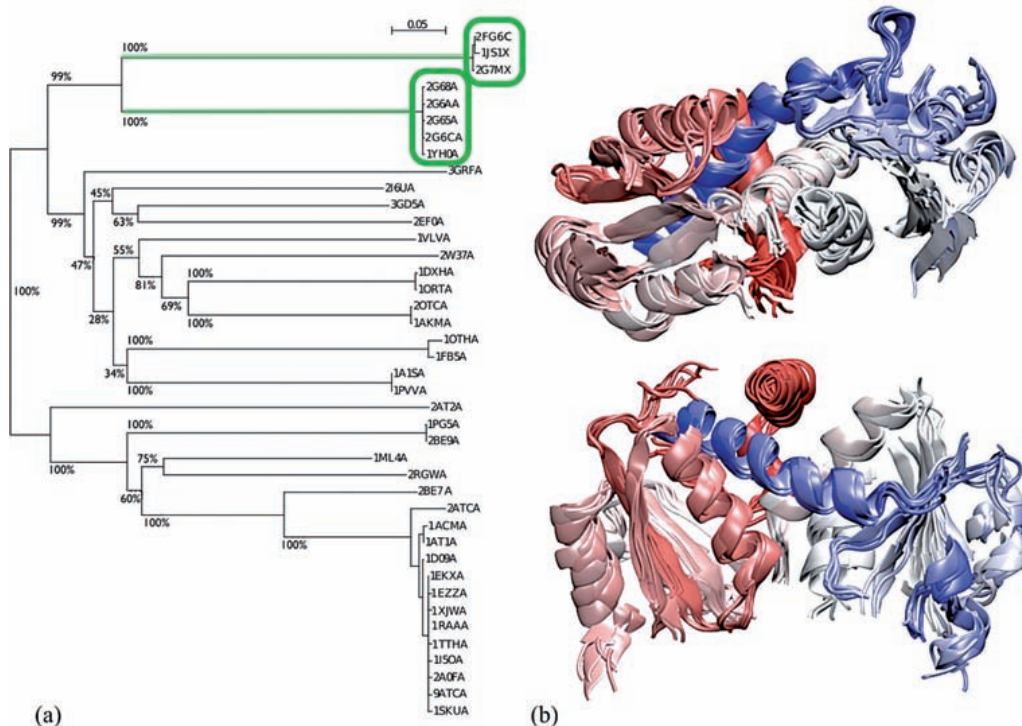 0.05
100%
2FG6C
1JS1X
2G7MX
99%
2G68A
2G6AA
2G65A
100%
2G6CA
1YH0A
3GRFA
45%
2I6UA
3GD5A
99%
63%
2EF0A
55%
1VLVA
47%
2W37A
100%
1DXHA
81%
1ORTA
100%
69%
2OTCA
28%
100%
1AKMA
100%
1OTHA
1FB5A
34%
1A1SA
100%
1PVVA
2AT2A
100%
1PG5A
2BE9A
75%
1ML4A
100%
2RGWA
60%
2BE7A
100%
2ATCA
1ACMA
100%
1AT1A
1D09A
1EKXA
1EZZA
1XJWA
1RAAA
1TTHA
1I5OA
2A0FA
9ATCA
1SKUA
(a)
(b)